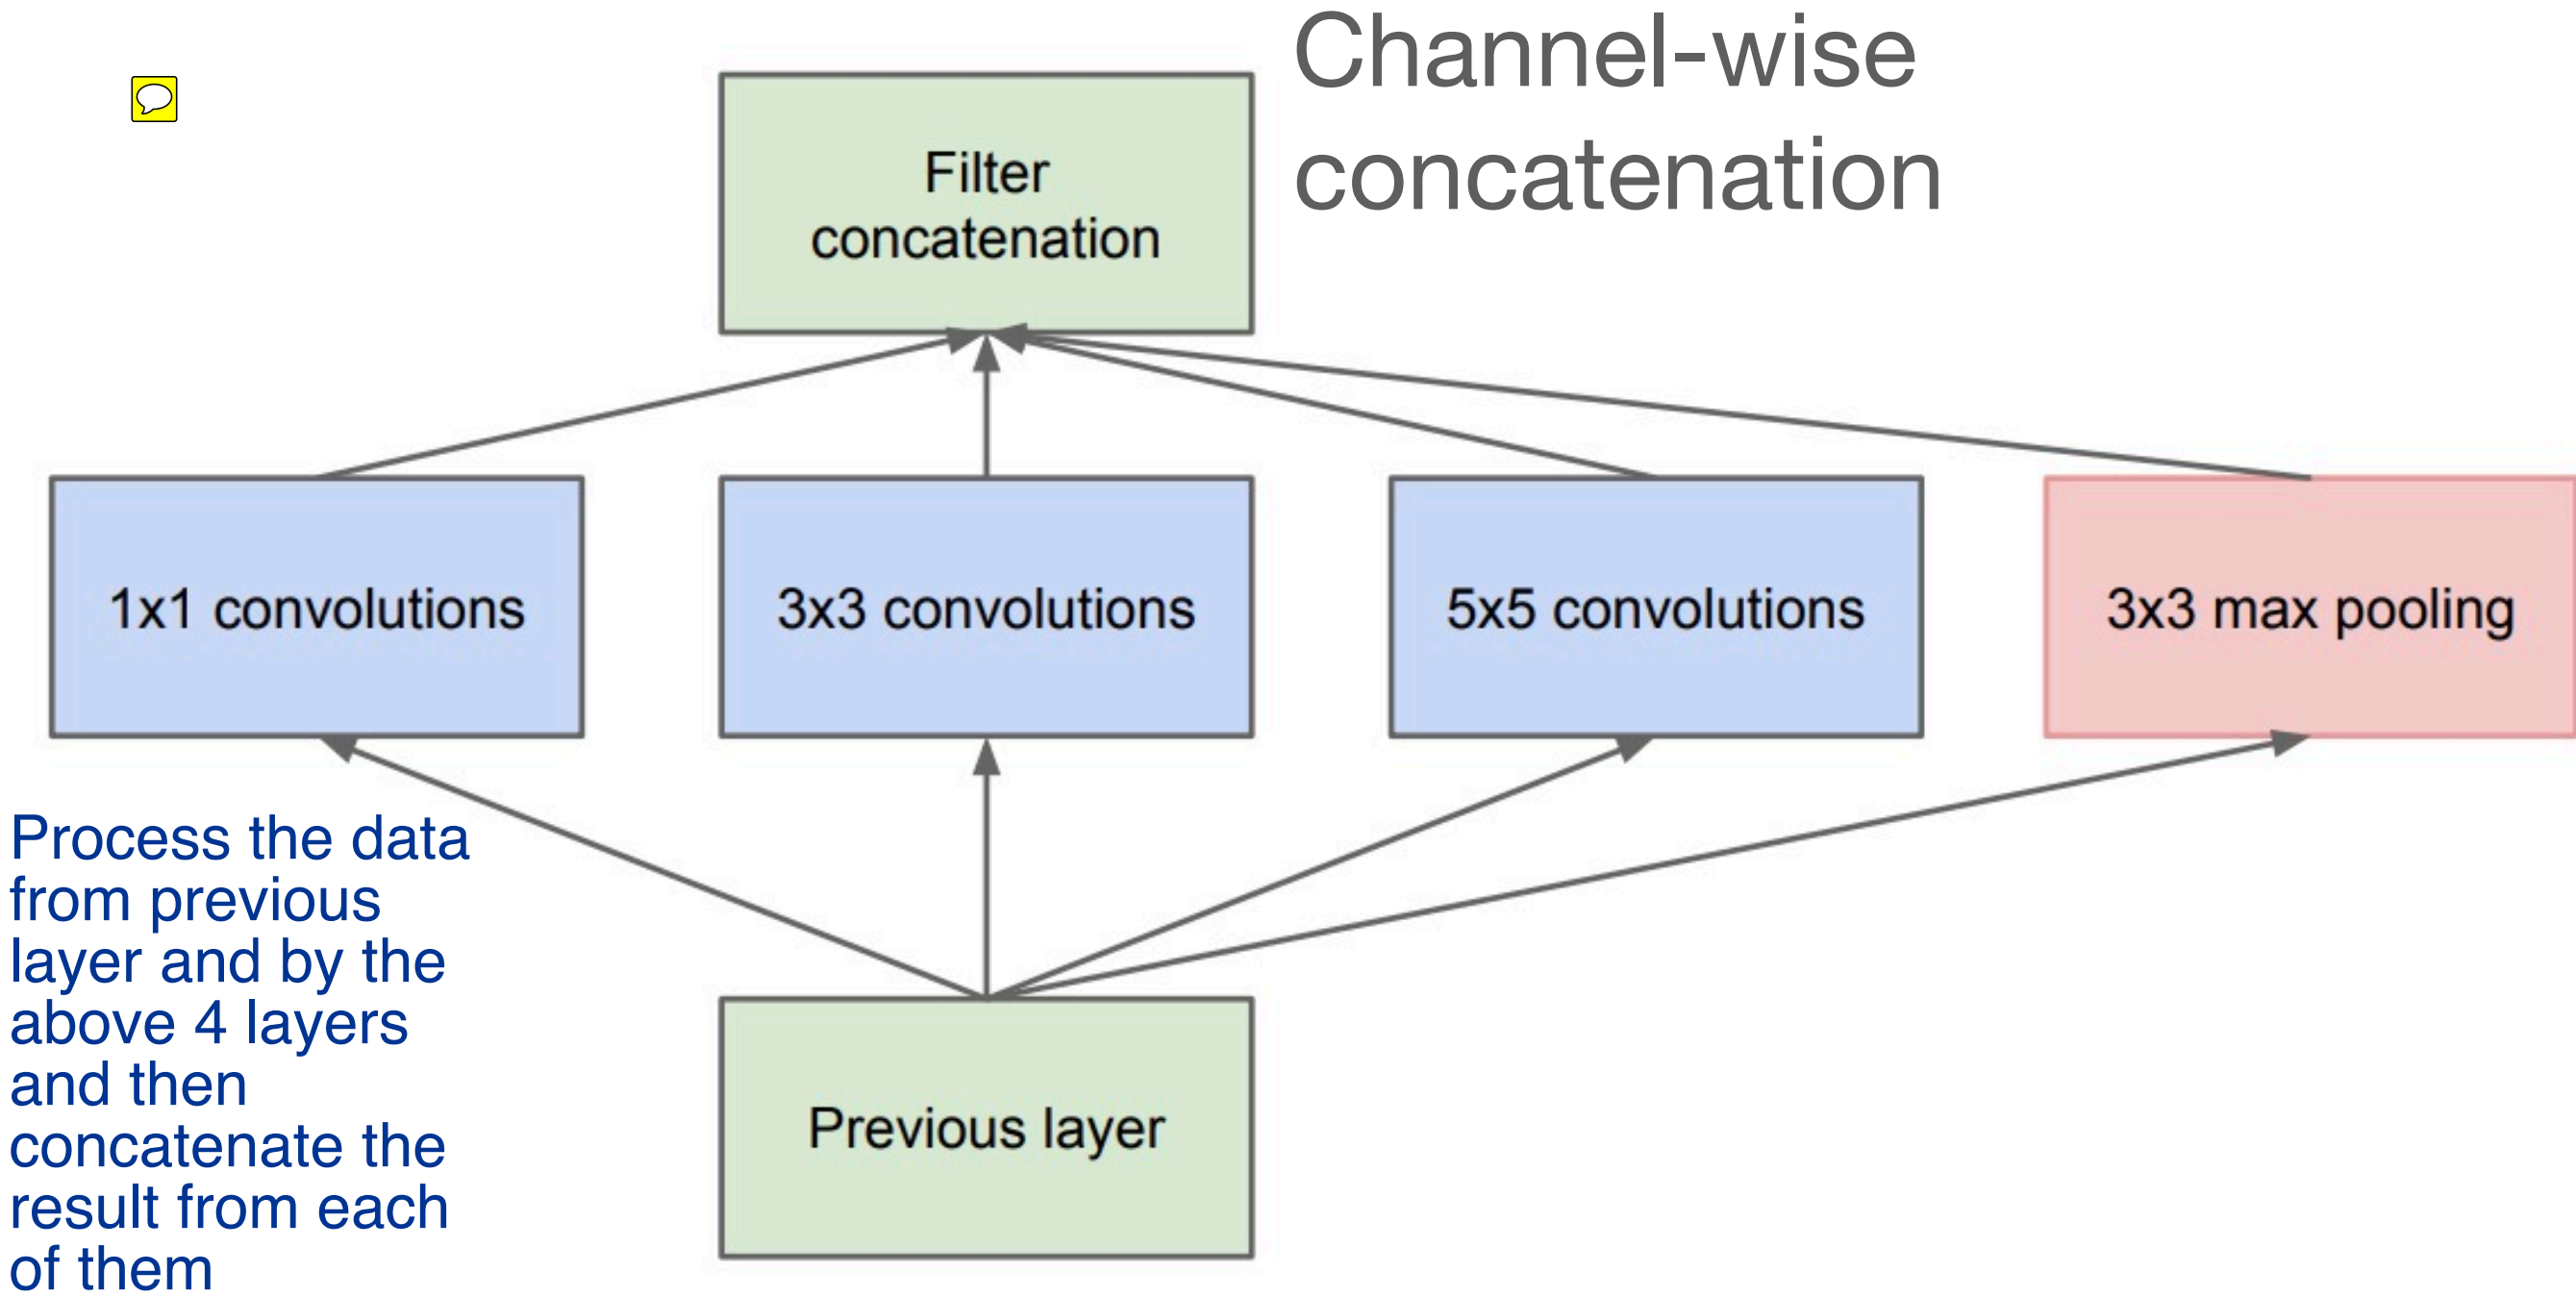 Channel-wise
concatenation
Filter
concatenation
1x1 convolutions
3x3 convolutions
5x5 convolutions
3x3 max pooling
Process the data
from previous
layer and by the
above 4 layers
and then
concatenate the
result from each
of them
Previous layer